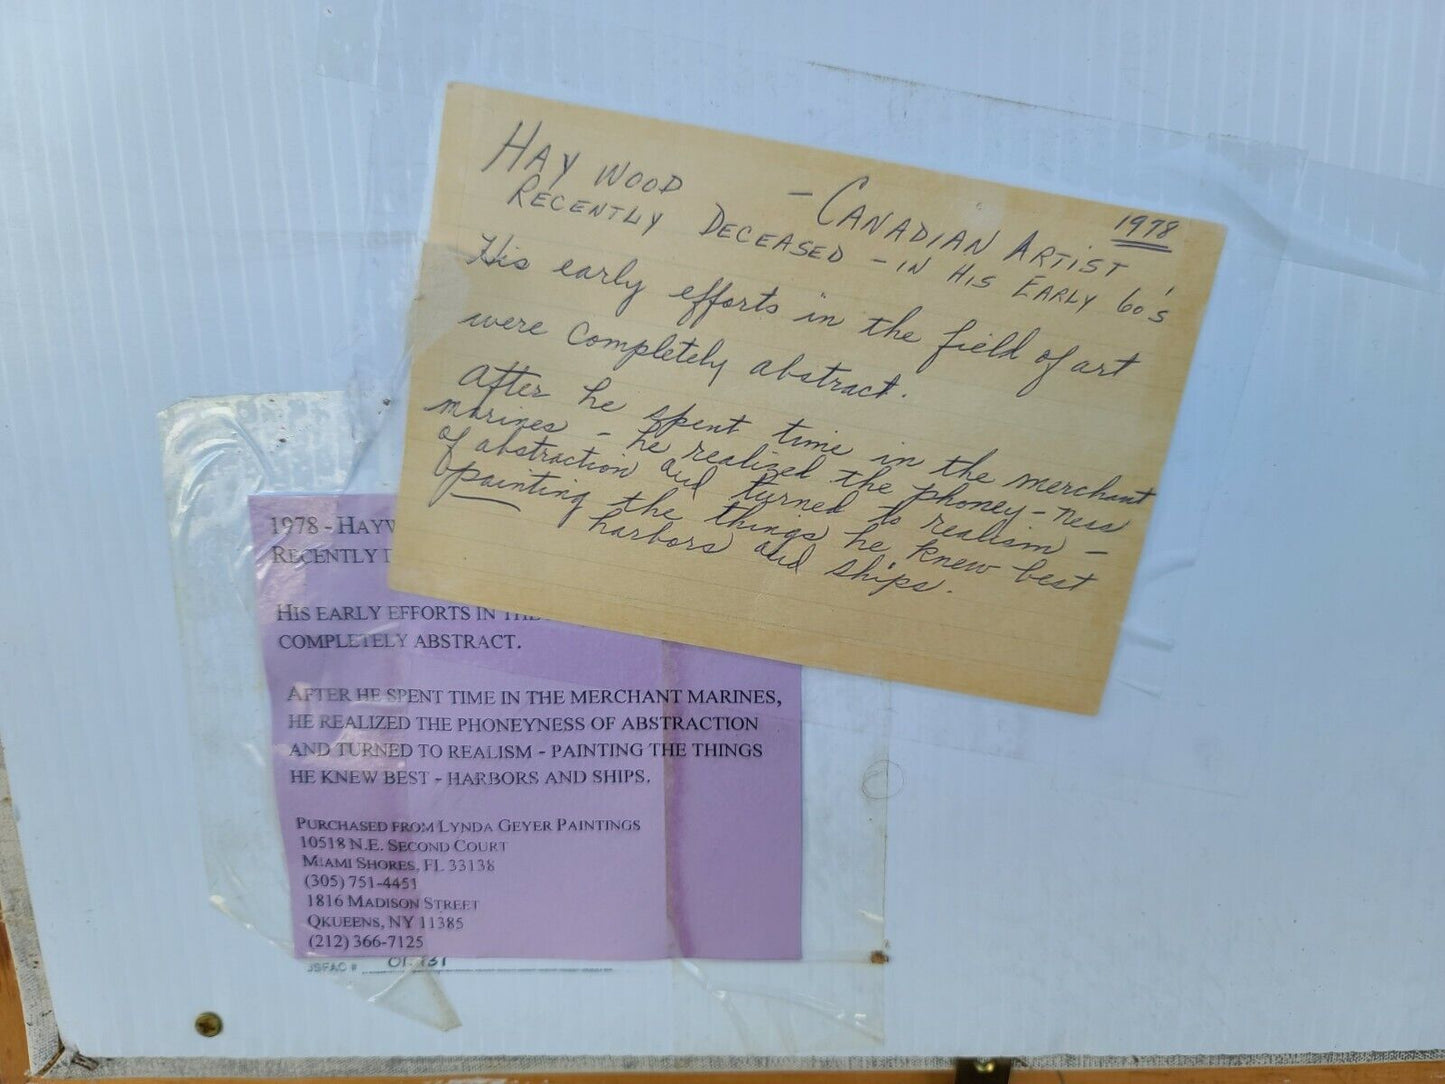 HAY WOOD - CANADIAN ARTIST 1978
RECENTLY DECEASED - IN HIS EARLY 60's
His early efforts in the field of art
were completely abstract.
After he spent time in the merchant
marines - he realized the phoney-ness
of abstraction and turned to realism -
painting the things he knew best
harbors and ships.
1978 - HAYW
RECENTLY D
HIS EARLY EFFORTS IN THE
COMPLETELY ABSTRACT.
AFTER HE SPENT TIME IN THE MERCHANT MARINES,
HE REALIZED THE PHONEYNESS OF ABSTRACTION
AND TURNED TO REALISM - PAINTING THE THINGS
HE KNEW BEST - HARBORS AND SHIPS.
PURCHASED FROM LYNDA GEYER PAINTINGS
10518 N.E. SECOND COURT
MIAMI SHORES, FL 33138
(305) 751-4451
1816 MADISON STREET
QKUEENS, NY 11385
(212) 366-7125